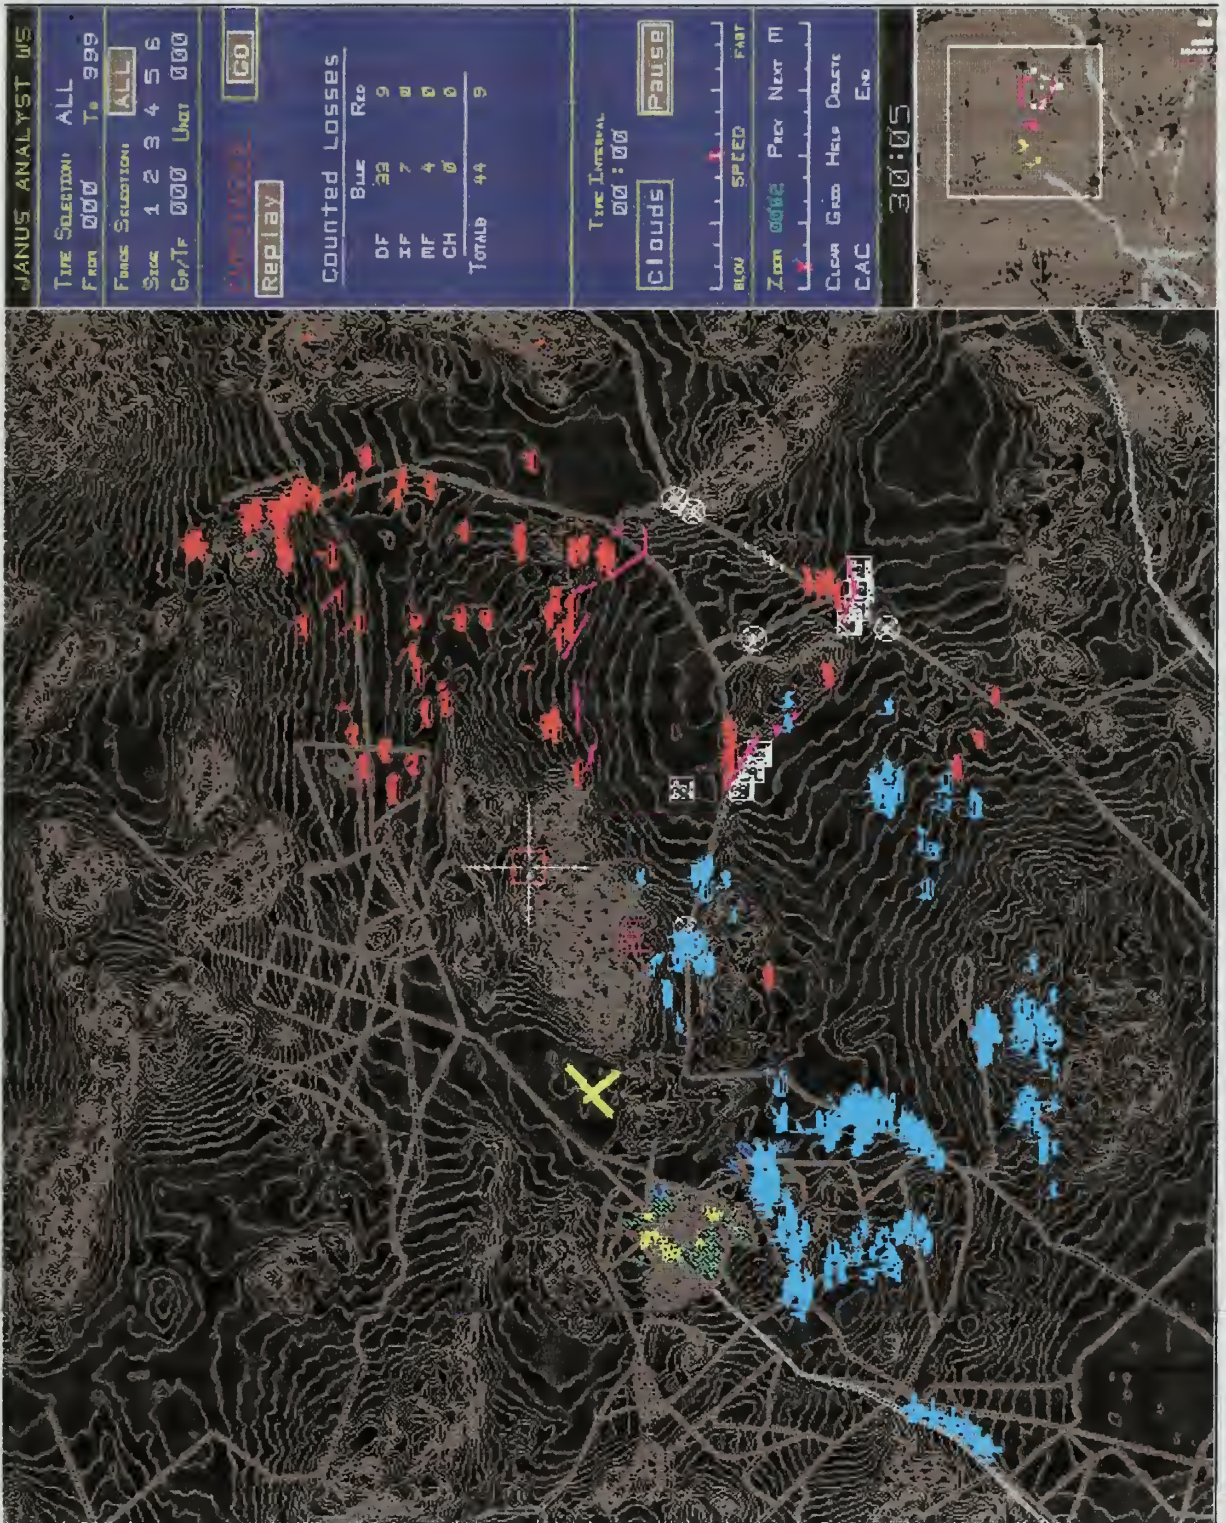 JANUS ANALYST WS
TIME SELECTION: ALL
FROM 000 TO 999
FORCE SELECTION: ALL
SIDE 1 2 3 4 5 6
GP/TF 000 UNIT 000
GO
Replay
Counted Losses
BLUE RED
DF 33 9
IF 7 0
MF 4 0
CH 0 0
TOTALS 44 9
TIME INTERVAL
00:00
Clouds Pause
SLOW SPEED FAST
ZOOM PREV NEXT M
CLEAR GRID HELP DELETE
CAC END
30:05